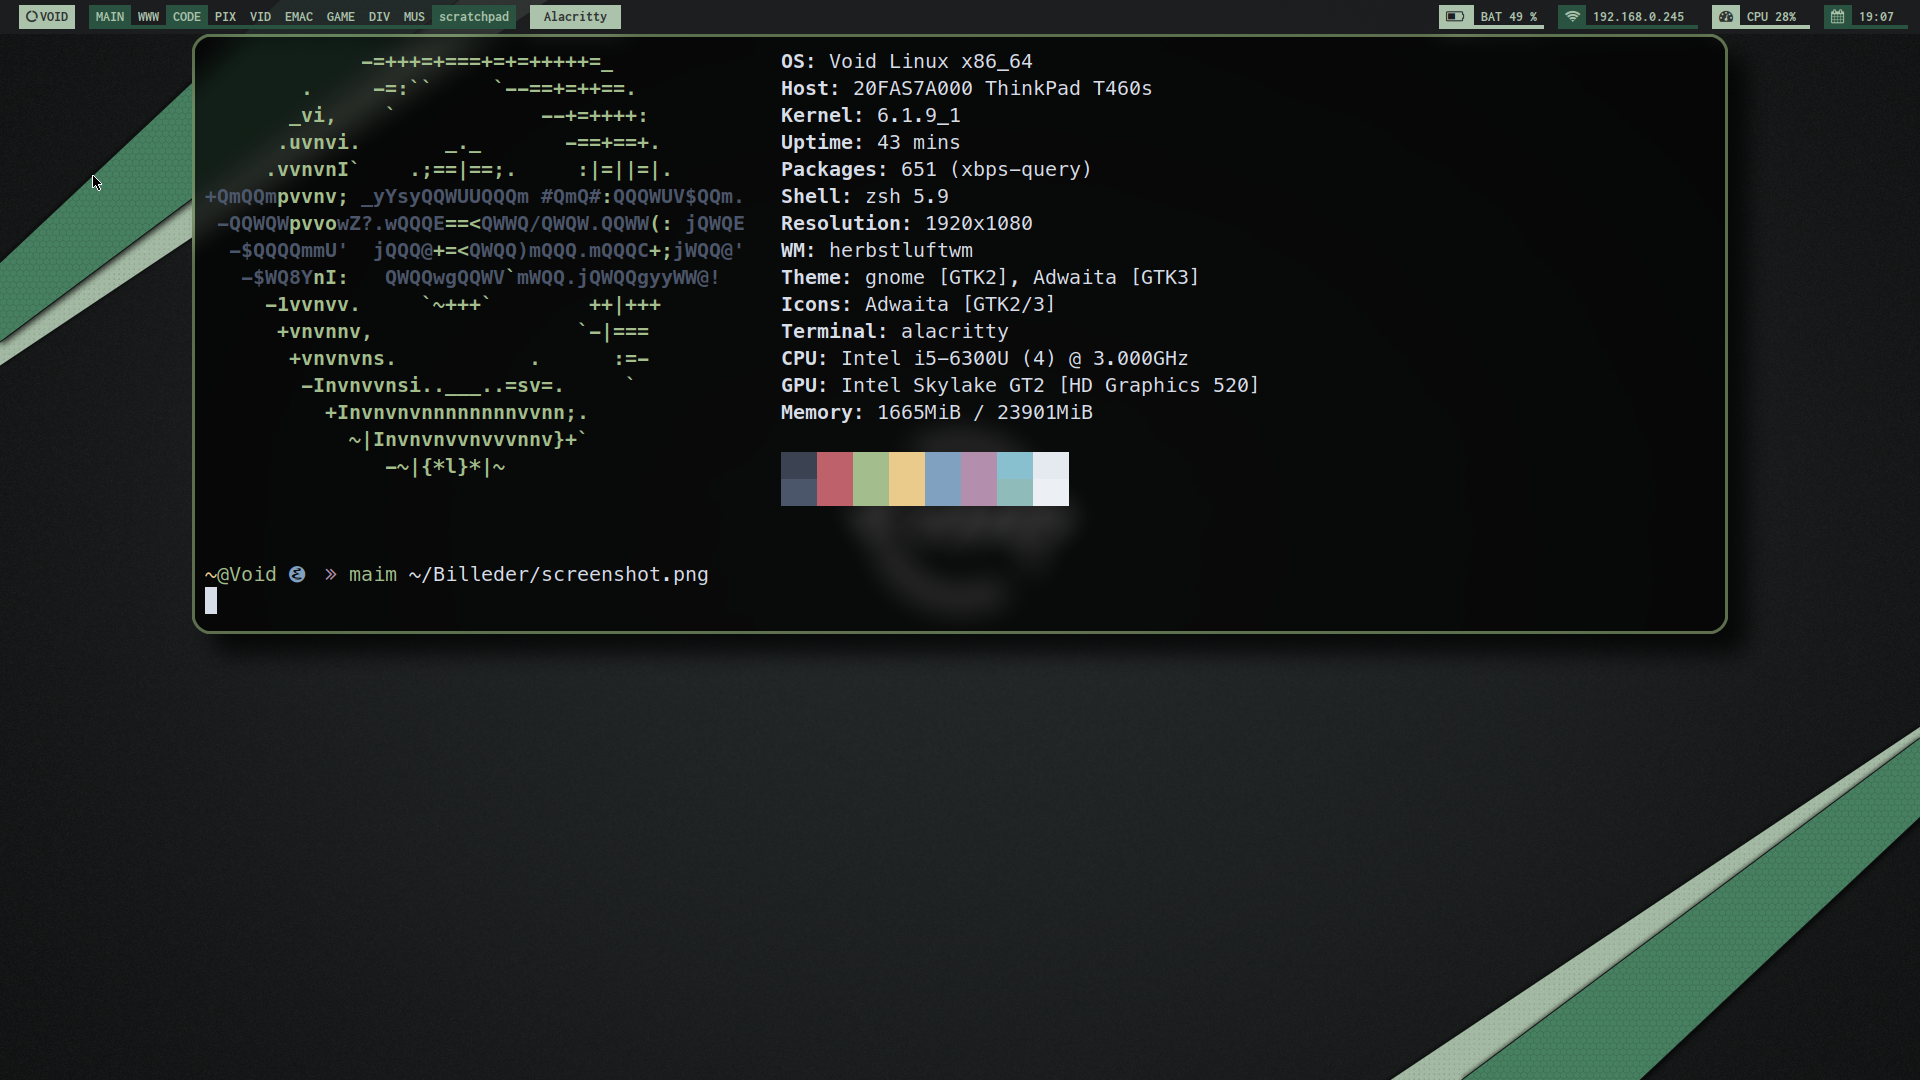 VOID MAIN WWW CODE PIX VID EMAC GAME DIV MUS scratchpad Alacritty BAT 49 % 192.168.0.245 CPU 28% 19:07
-=+++=+===+=+=+++++=_
.     -=:``     `--==+=++==.
_vi,    `            --+=++++:
.uvnvi.       _._       -==+==+.
.vvnvnI`    .;==|==;.     :|=||=|.
+QmQQmpvvnv; _yYsyQQWUUQQQm #QmQ#:QQQWUV$QQm.
-QQWQWpvvowZ?.wQQQE==<QWWQ/QWQW.QQWW(: jQWQE
-$QQQQmmU'  jQQQ@+=<QWQQ)mQQQ.mQQQC+;jWQQ@'
-$WQ8YnI:   QWQQwgQQWV`mWQQ.jQWQQgyyWW@!
-1vvnvv.     `~+++`        ++|+++
+vnvnnv,                 `-|===
+vnvnvns.           .      :=-
-Invnvvnsi..___..=sv=.     `
+Invnvnvnnnnnnnnvvnn;.
~|Invnvnvvnvvvnnv}+`
-~|{*l}*|~
OS: Void Linux x86_64
Host: 20FAS7A000 ThinkPad T460s
Kernel: 6.1.9_1
Uptime: 43 mins
Packages: 651 (xbps-query)
Shell: zsh 5.9
Resolution: 1920x1080
WM: herbstluftwm
Theme: gnome [GTK2], Adwaita [GTK3]
Icons: Adwaita [GTK2/3]
Terminal: alacritty
CPU: Intel i5-6300U (4) @ 3.000GHz
GPU: Intel Skylake GT2 [HD Graphics 520]
Memory: 1665MiB / 23901MiB
~@Void » maim ~/Billeder/screenshot.png